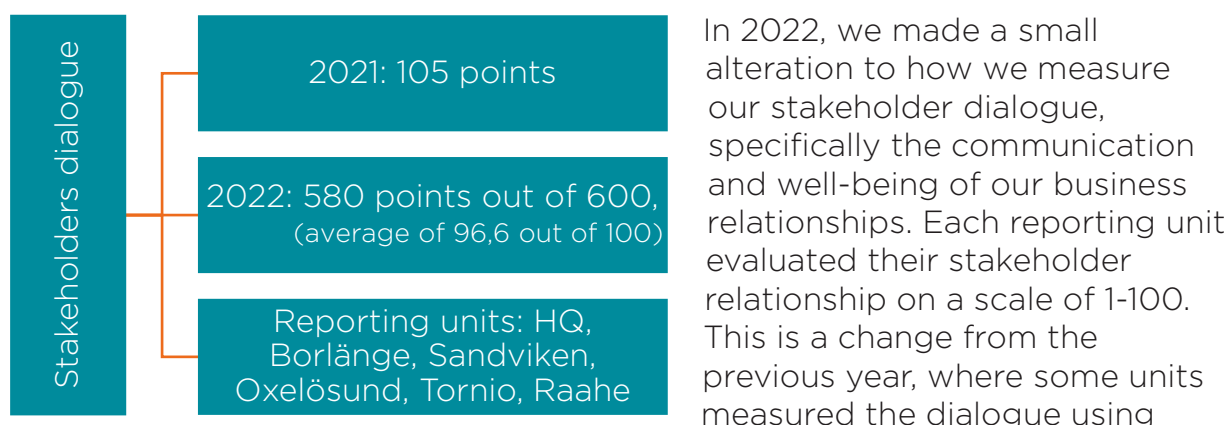 Stakeholders dialogue
2021: 105 points
2022: 580 points out of 600,
(average of 96,6 out of 100)
Reporting units: HQ,
Borlänge, Sandviken,
Oxelösund, Tornio, Raahe
In 2022, we made a small
alteration to how we measure
our stakeholder dialogue,
specifically the communication
and well-being of our business
relationships. Each reporting unit
evaluated their stakeholder
relationship on a scale of 1-100.
This is a change from the
previous year, where some units
measured the dialogue using